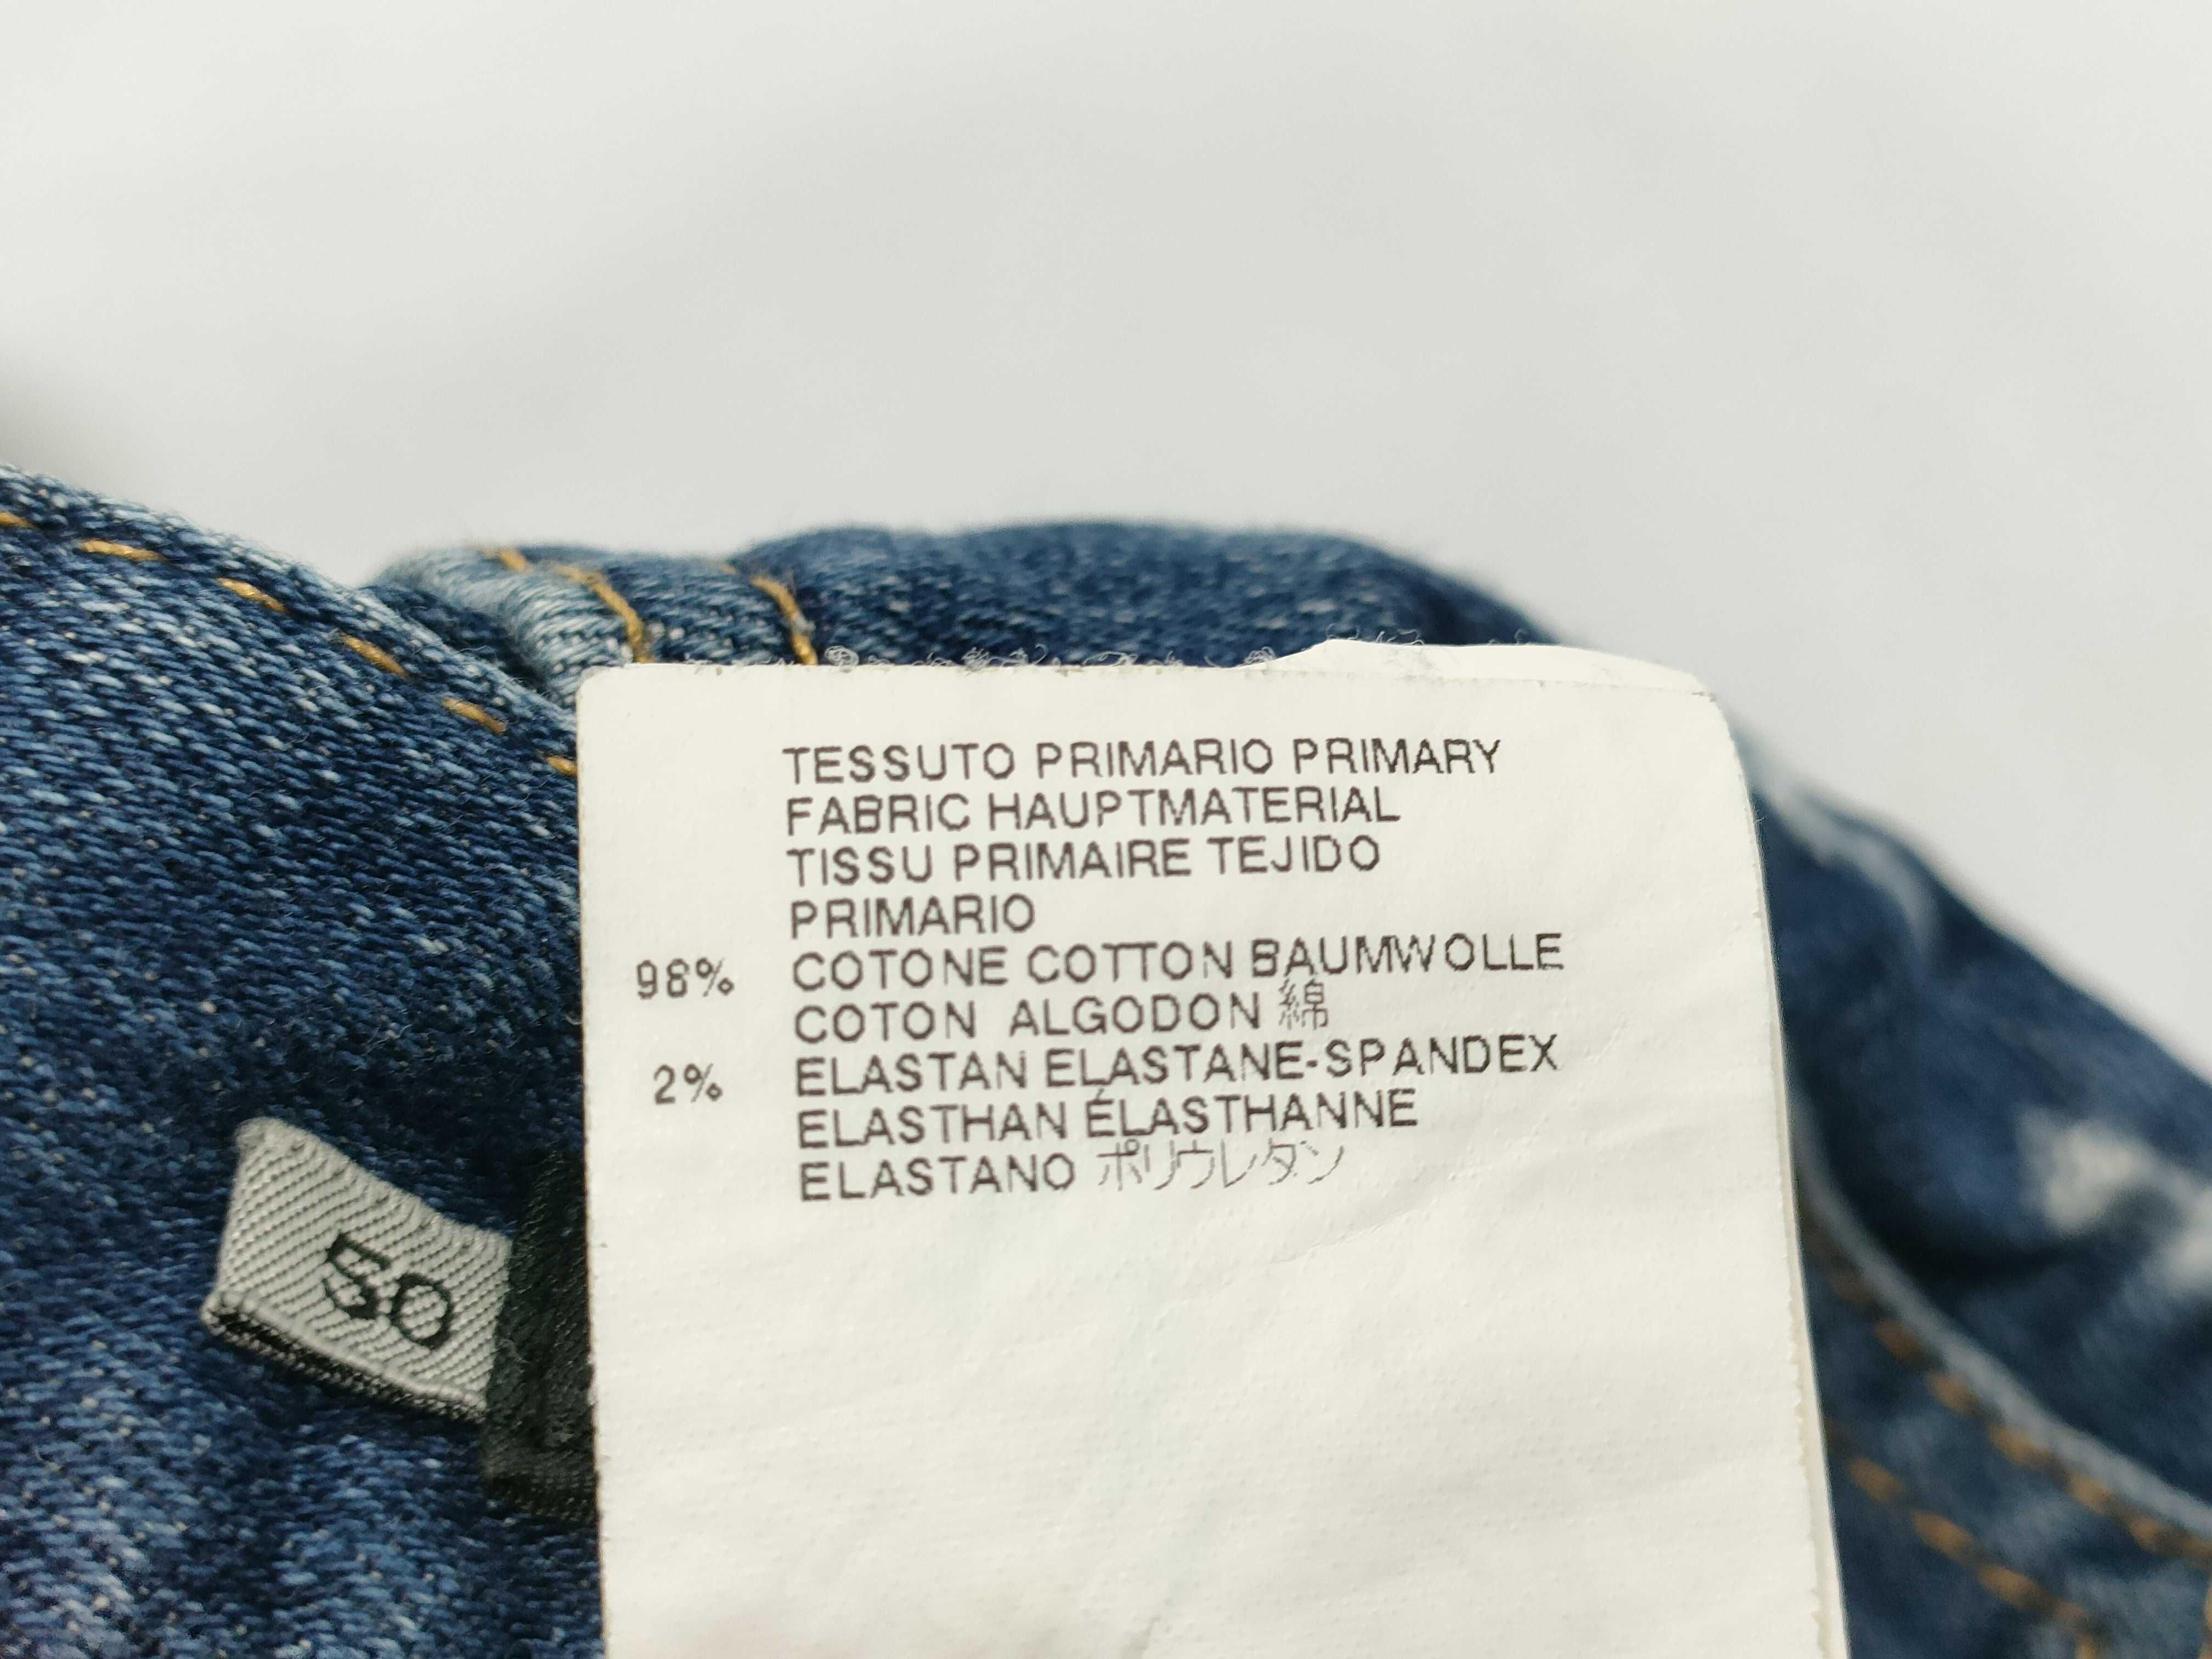 TESSUTO PRIMARIO PRIMARY
FABRIC HAUPTMATERIAL
TISSU PRIMAIRE TEJIDO
PRIMARIO
98% COTONE COTTON BAUMWOLLE
COTON ALGODON 綿
2% ELASTAN ELASTANE-SPANDEX
ELASTHAN ÉLASTHANNE
ELASTANO ポリウレタン
50